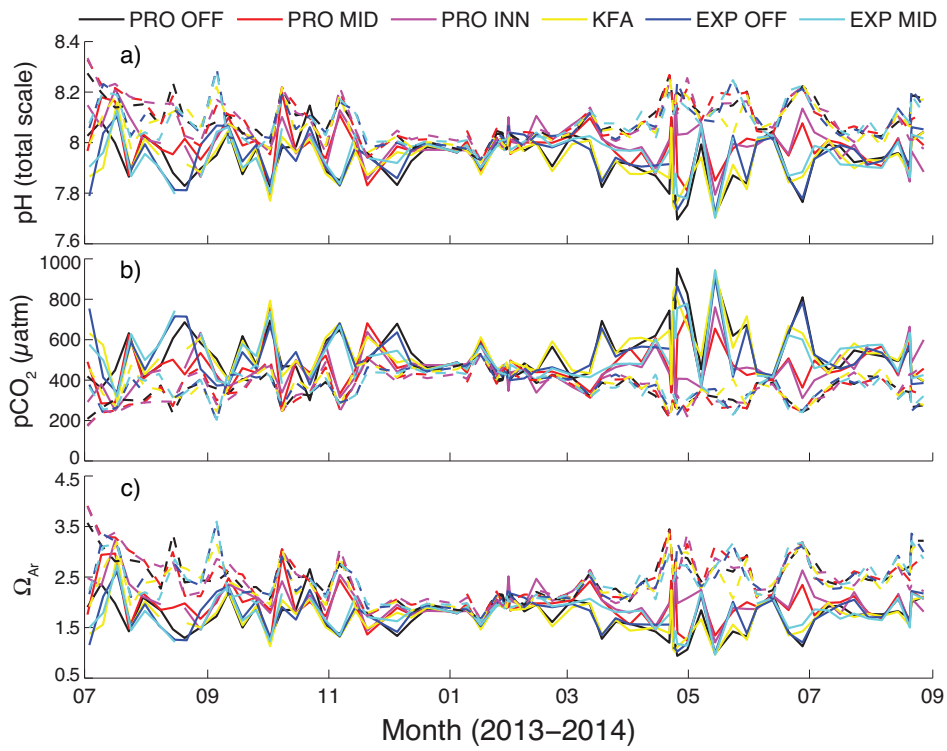 PRO OFF PRO MID PRO INN KFA EXP OFF EXP MID
a)
pH (total scale)
8.4
8.2
8
7.8
7.6
b)
pCO2 (μatm)
1000
800
600
400
200
0
c)
ΩAr
4.5
3.5
2.5
1.5
0.5
07 09 11 01 03 05 07 09
Month (2013−2014)